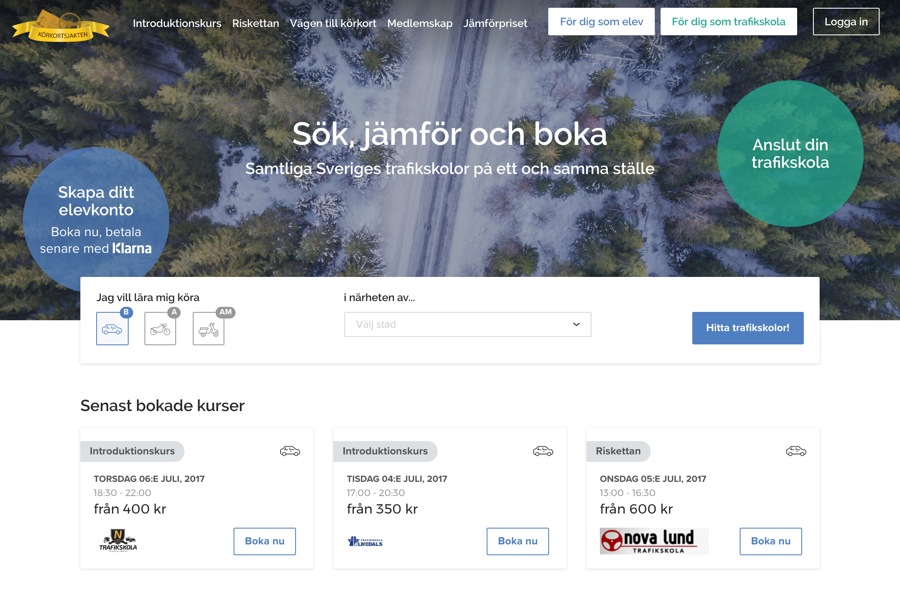 KÖRKORTSJAKTEN
Introduktionskurs Riskettan Vägen till körkort Medlemskap Jämförpriset
För dig som elev
För dig som trafikskola
Logga in
Sök, jämför och boka
Samtliga Sveriges trafikskolor på ett och samma ställe
Anslut din
trafikskola
Skapa ditt
elevkonto
Boka nu, betala
senare med Klarna
Jag vill lära mig köra
B
A
AM
i närheten av...
Välj stad
Hitta trafikskolor!
Senast bokade kurser
Introduktionskurs
TORSDAG 06:E JULI, 2017
18:30 - 22:00
från 400 kr
N
TRAFIKSKOLA
Boka nu
Introduktionskurs
TISDAG 04:E JULI, 2017
17:00 - 20:30
från 350 kr
Boka nu
Riskettan
ONSDAG 05:E JULI, 2017
13:00 - 16:30
från 600 kr
nova lund
TRAFIKSKOLA
Boka nu